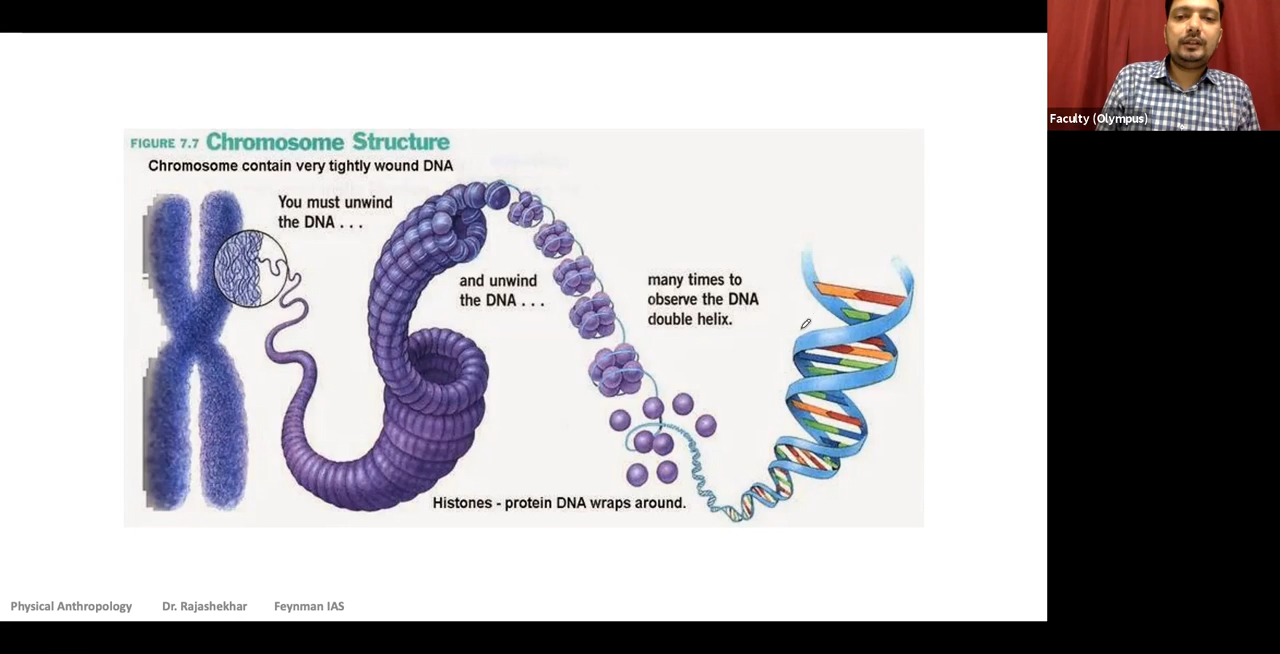 FIGURE 7.7 Chromosome Structure
Chromosome contain very tightly wound DNA
You must unwind
the DNA . . .
and unwind
the DNA . . .
many times to
observe the DNA
double helix.
Histones - protein DNA wraps around.
Physical Anthropology Dr. Rajashekhar Feynman IAS
Faculty (Olympus)